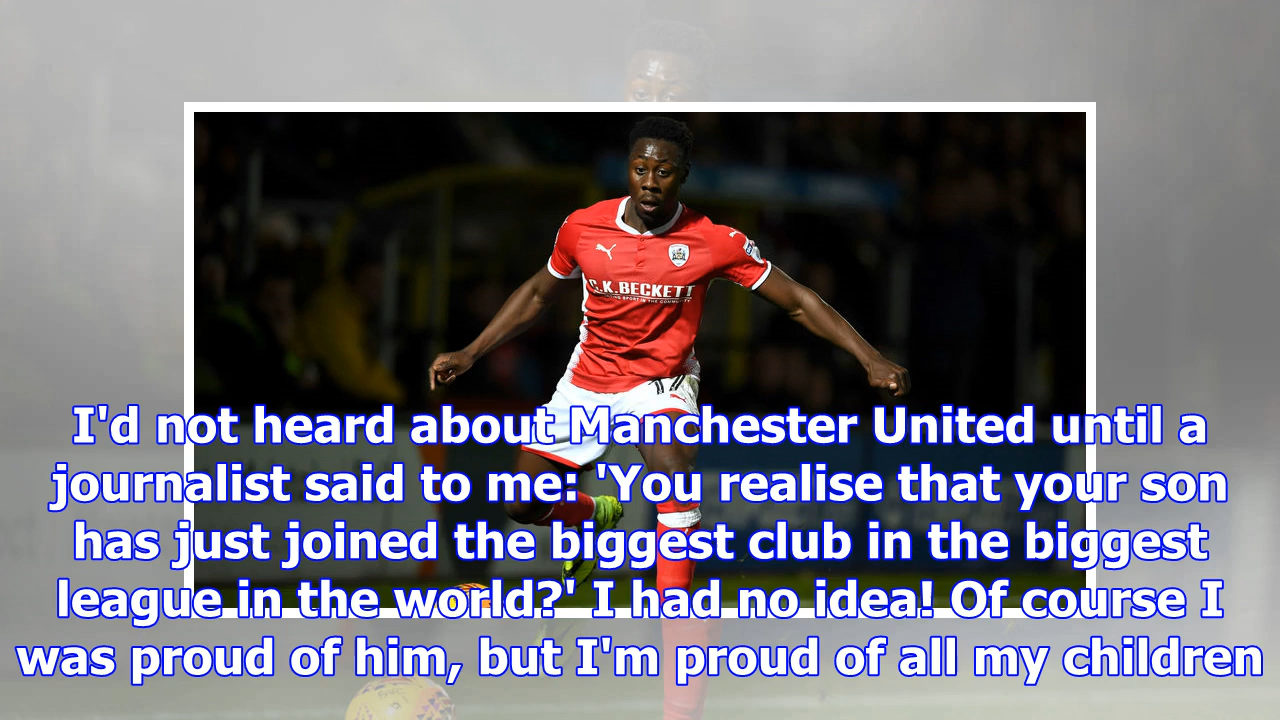 C.K.BECKETT
17
I'd not heard about Manchester United until a
journalist said to me: 'You realise that your son
has just joined the biggest club in the biggest
league in the world?' I had no idea! Of course I
was proud of him, but I'm proud of all my children